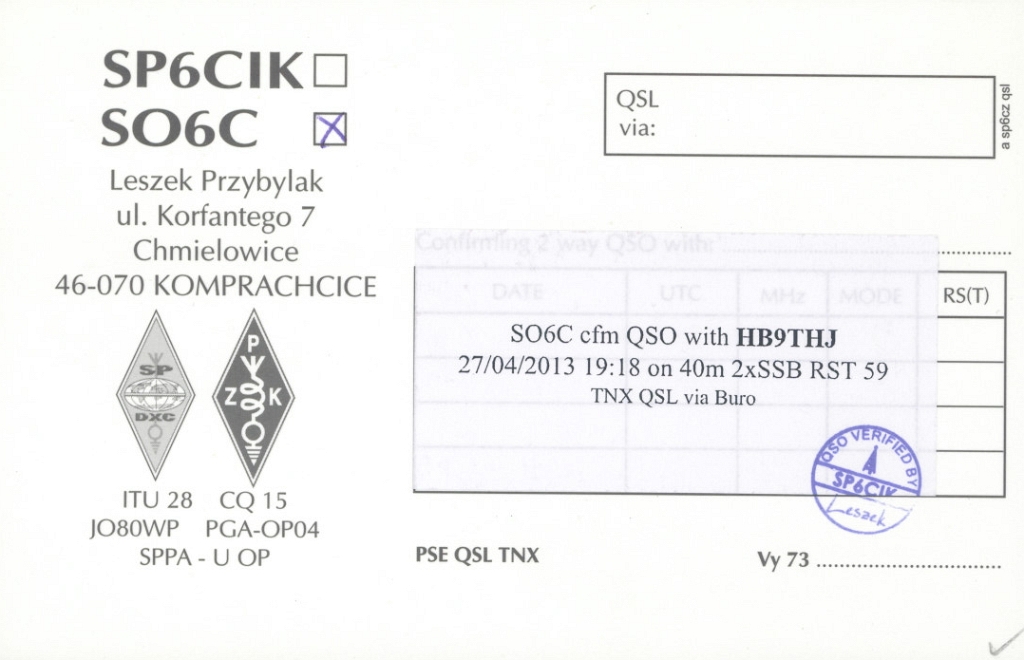 SP6CIK
SO6C
Leszek Przybylak
ul. Korfantego 7
Chmielowice
46-070 KOMPRACHCICE
SP
DXC
P
Z K
ITU 28 CQ 15
JO80WP PGA-OP04
SPPA - U OP
QSL
via:
a sp6cz qsl
Confirming 2 way QSO with:
DATE UTC MHz MODE RS(T)
SO6C cfm QSO with HB9THJ
27/04/2013 19:18 on 40m 2xSSB RST 59
TNX QSL via Buro
QSO VERIFIED BY
SP6CIK
Leszek
PSE QSL TNX
Vy 73